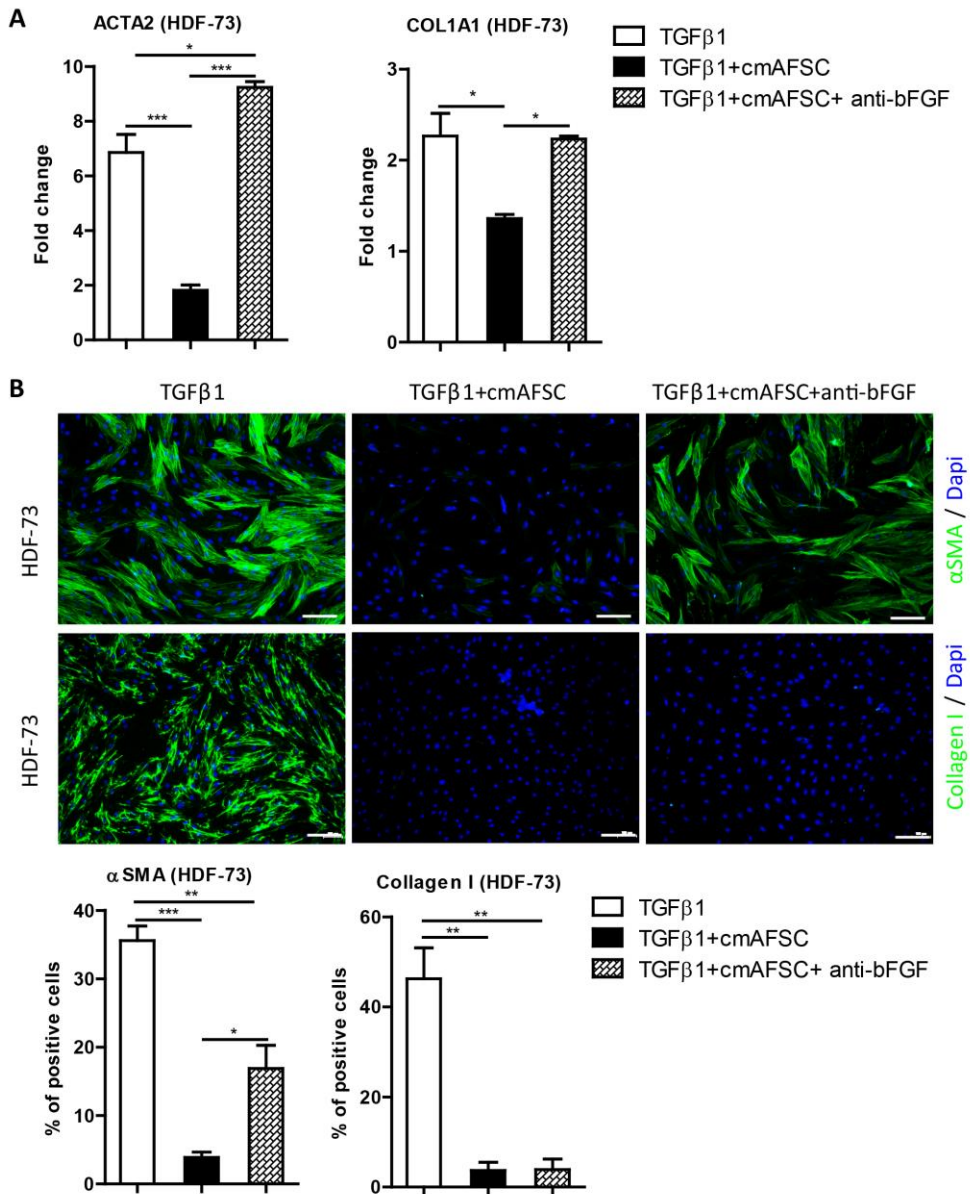 A
ACTA2 (HDF-73)
Fold change
10
8
6
4
2
0
*
***
***
COL1A1 (HDF-73)
Fold change
3
2
1
0
*
*
TGFβ1
TGFβ1+cmAFSC
TGFβ1+cmAFSC+ anti-bFGF
B
TGFβ1
TGFβ1+cmAFSC
TGFβ1+cmAFSC+anti-bFGF
HDF-73
αSMA / Dapi
HDF-73
Collagen I / Dapi
α SMA (HDF-73)
% of positive cells
40
30
20
10
0
**
***
*
Collagen I (HDF-73)
% of positive cells
60
40
20
0
**
**
TGFβ1
TGFβ1+cmAFSC
TGFβ1+cmAFSC+ anti-bFGF